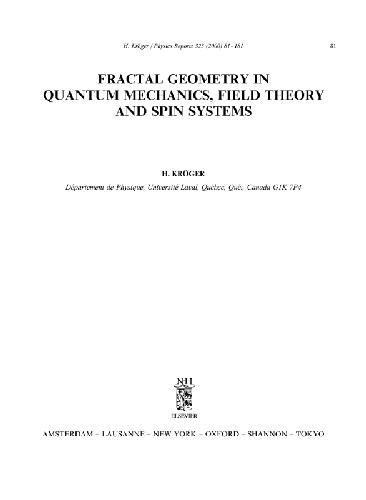 H. Kröger / Physics Reports 323 (2000) 81-181 81
FRACTAL GEOMETRY IN
QUANTUM MECHANICS, FIELD THEORY
AND SPIN SYSTEMS
H. KRÖGER
Département de Physique, Université Laval, Québec, Qué., Canada G1K 7P4
NH
ELSEVIER
AMSTERDAM – LAUSANNE – NEW YORK – OXFORD – SHANNON – TOKYO